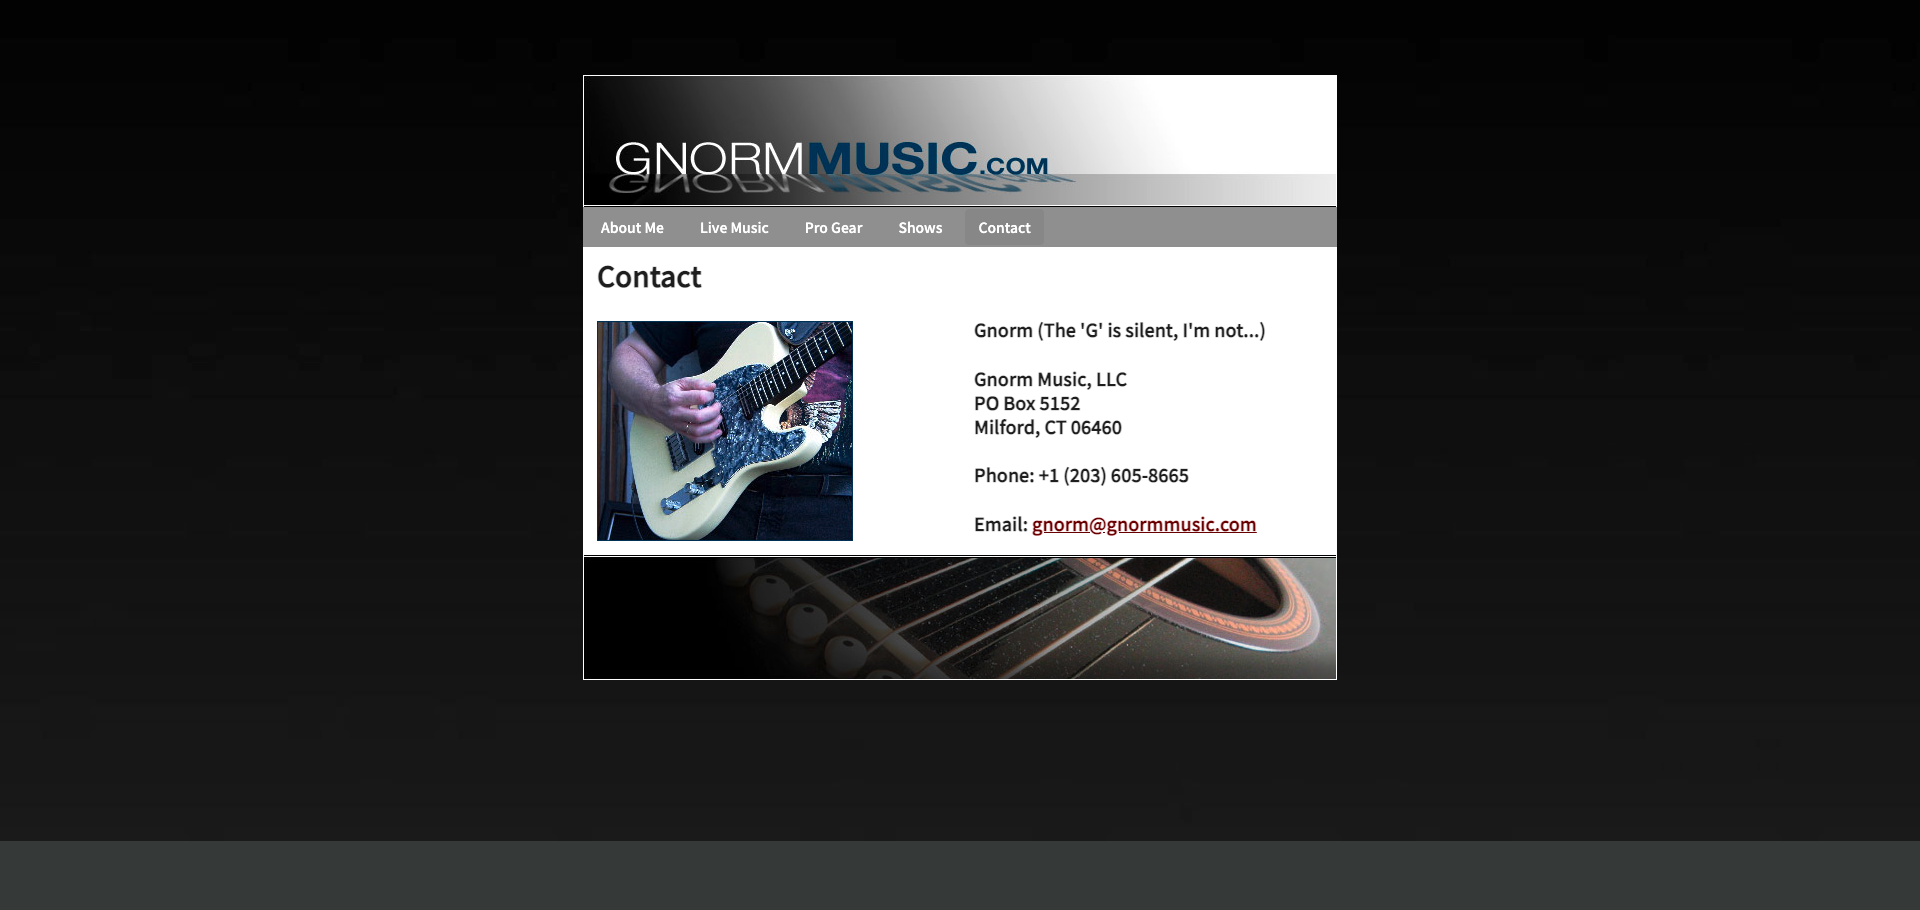 GNORMMUSIC.COM
About Me Live Music Pro Gear Shows Contact
Contact
Gnorm (The 'G' is silent, I'm not...)
Gnorm Music, LLC
PO Box 5152
Milford, CT 06460
Phone: +1 (203) 605-8665
Email: gnorm@gnormmusic.com